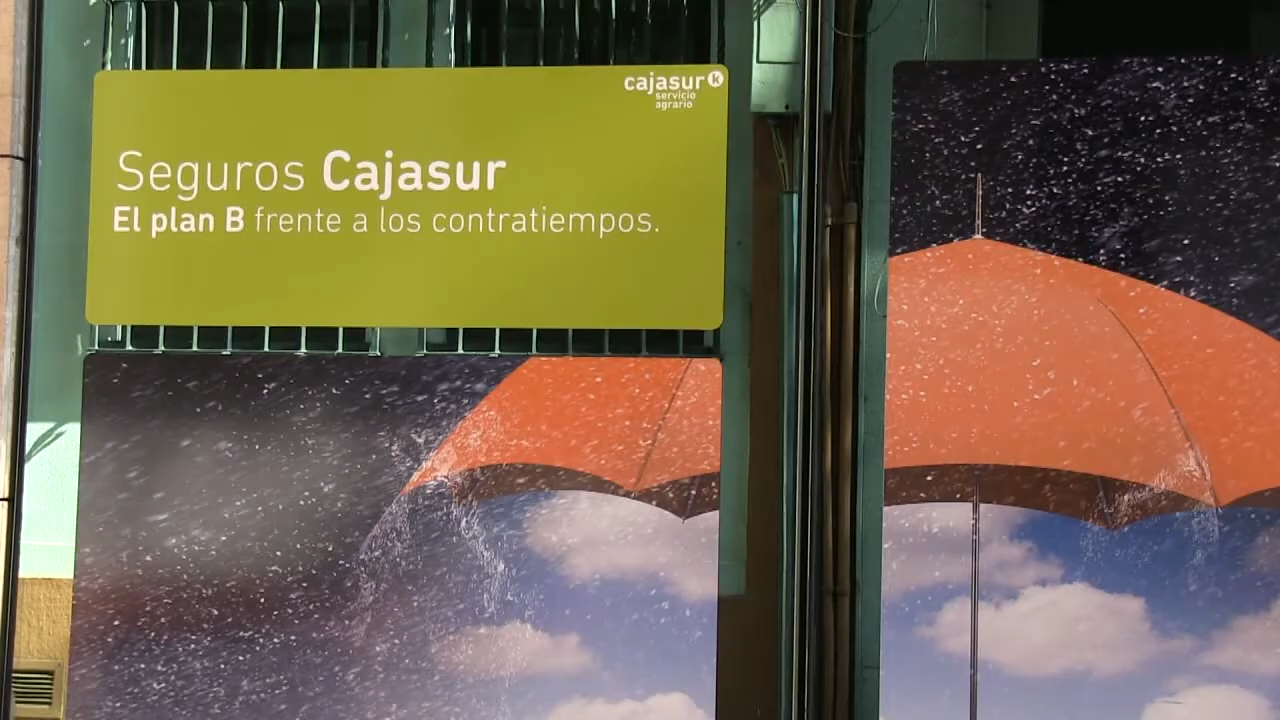 cajasur k
servicio
agrario
Seguros Cajasur
El plan B frente a los contratiempos.